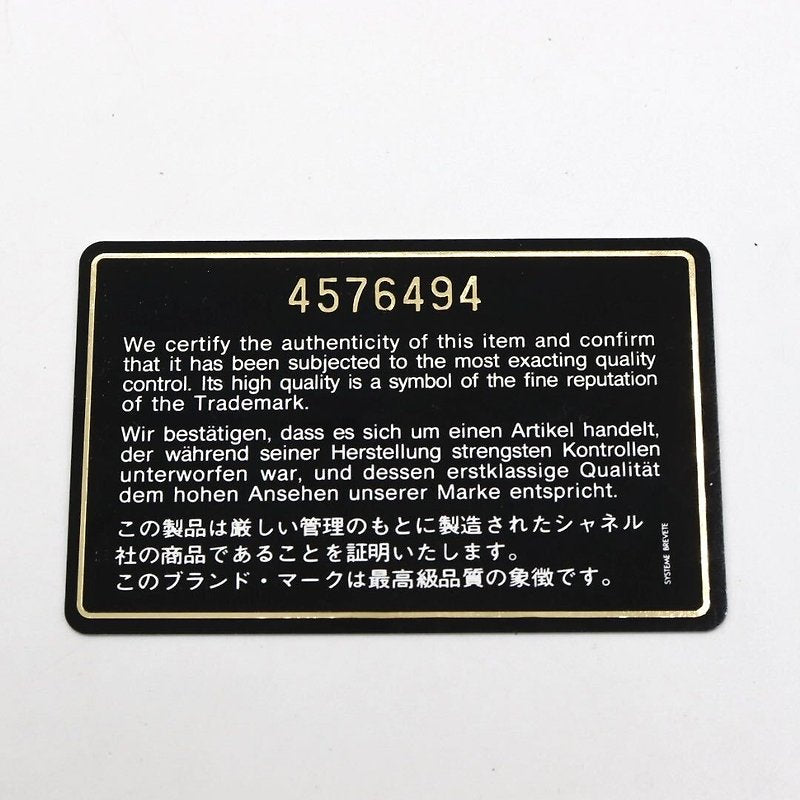 4576494
We certify the authenticity of this item and confirm
that it has been subjected to the most exacting quality
control. Its high quality is a symbol of the fine reputation
of the Trademark.
Wir bestätigen, dass es sich um einen Artikel handelt,
der während seiner Herstellung strengsten Kontrollen
unterworfen war, und dessen erstklassige Qualität
dem hohen Ansehen unserer Marke entspricht.
この製品は厳しい管理のもとに製造されたシャネル
社の商品であることを証明いたします。
このブランド・マークは最高級品質の象徴です。
SYSTEME BREVETE